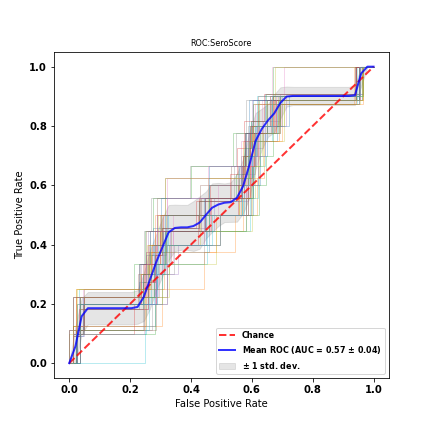 ROC:SeroScore
True Positive Rate
1.0
0.8
0.6
0.4
0.2
0.0
Chance
Mean ROC (AUC = 0.57 ± 0.04)
± 1 std. dev.
0.0 0.2 0.4 0.6 0.8 1.0
False Positive Rate